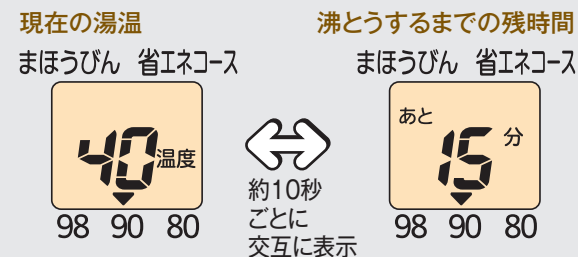 現在の湯温
まほうびん 省エネコース
40 温度
98 90 80
約10秒
ごとに
交互に表示
沸とうするまでの残時間
まほうびん 省エネコース
あと
15 分
98 90 80